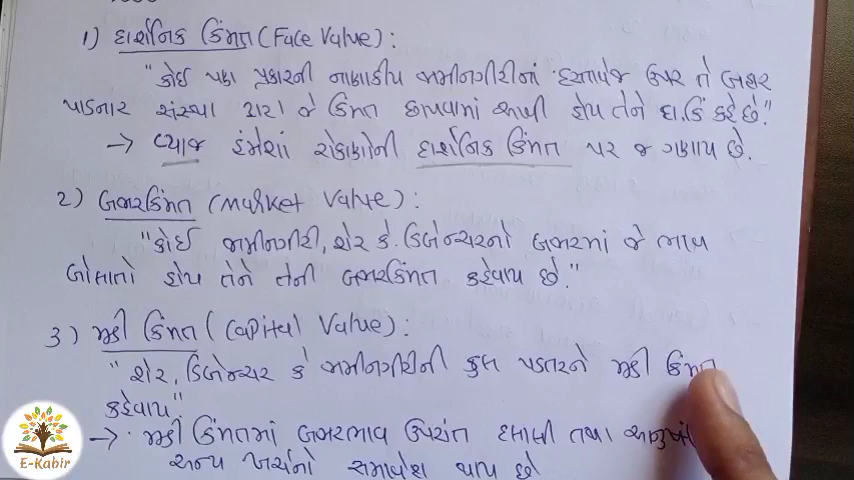 1) દાર્શનિક કિંમત (Face Value) :
"કોઈ પણ પ્રકારની નાણાકીય જામીનગીરીનાં દસ્તાવેજ ઉપર તે બહાર
પાડનાર સંસ્થા દ્વારા જે કિંમત છાપવામાં આવી હોય તેને દા.કિં કહે છે."
→ વ્યાજ હંમેશાં રોકાણોની દાર્શનિક કિંમત પર જ ગણાય છે.
2) બજારકિંમત (Market Value) :
"કોઈ જામીનગીરી, શેર કે ડિબેન્ચરનો બજારમાં જે ભાવ
બોલાતો હોય તેને તેની બજારકિંમત કહેવાય છે."
3) મૂડી કિંમત (Capital Value) :
"શેર, ડિબેન્ચર કે જામીનગીરીની કુલ પડતરને મૂડી કિંમત
કહેવાય."
→ મૂડી કિંમતમાં બજારભાવ ઉપરાંત દલાલી તથા
અન્ય ખર્ચનો સમાવેશ થાય છે
E-Kabir